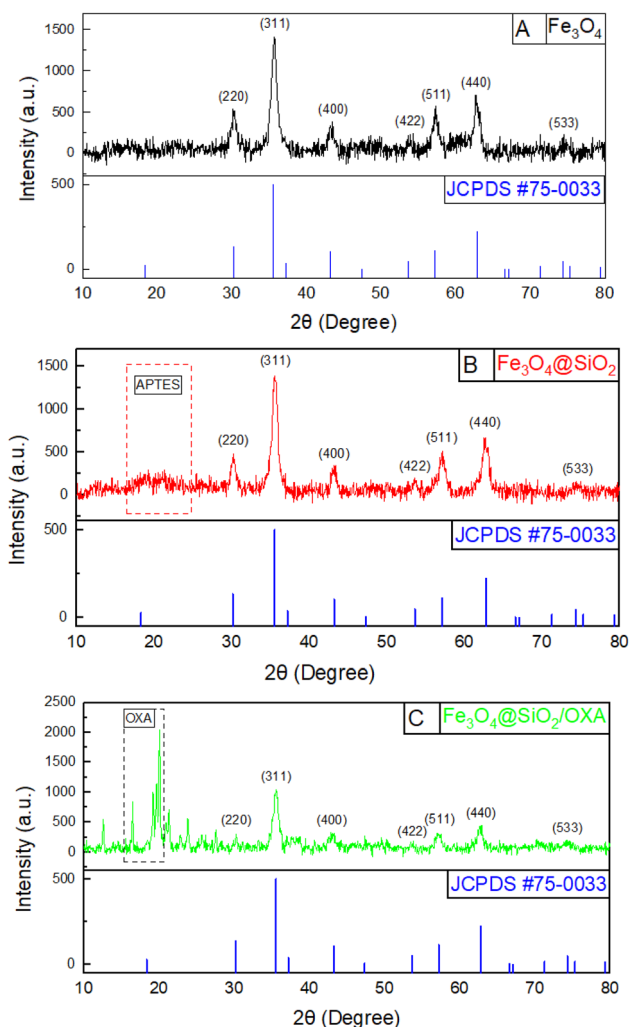 A Fe₃O₄
1500
1000
500
0
Intensity (a.u.)
(220)
(311)
(400)
(422)
(511)
(440)
(533)
JCPDS #75-0033
500
0
10 20 30 40 50 60 70 80
2θ (Degree)
B Fe₃O₄@SiO₂
1500
1000
500
0
Intensity (a.u.)
APTES
(220)
(311)
(400)
(422)
(511)
(440)
(533)
JCPDS #75-0033
500
0
10 20 30 40 50 60 70 80
2θ (Degree)
C Fe₃O₄@SiO₂/OXA
2500
2000
1500
1000
500
0
Intensity (a.u.)
OXA
(220)
(311)
(400)
(422)
(511)
(440)
(533)
JCPDS #75-0033
500
0
10 20 30 40 50 60 70 80
2θ (Degree)